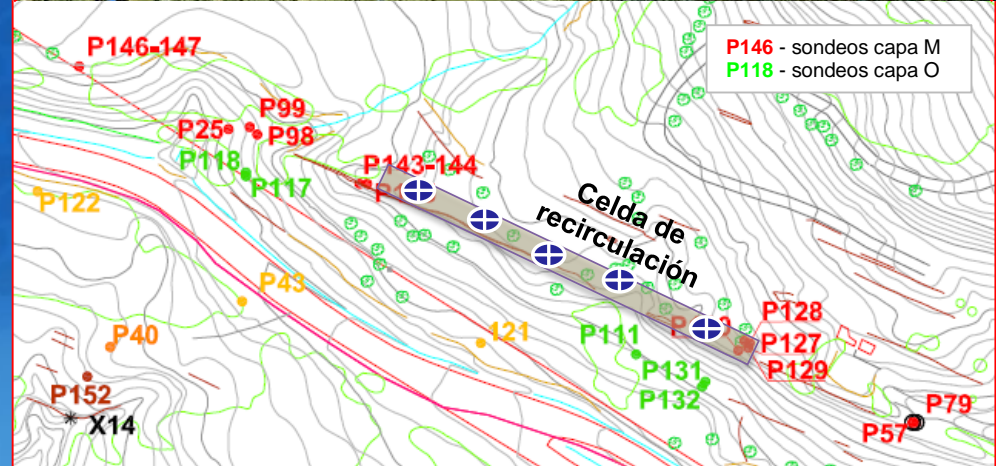 P146-147
P146 - sondeos capa M
P118 - sondeos capa O
P99
P25
P98
P118
P143-144
P117
P122
Celda de
recirculación
P43
P128
P40
121
P111
P127
P131
P129
P152
P132
X14
P79
P57